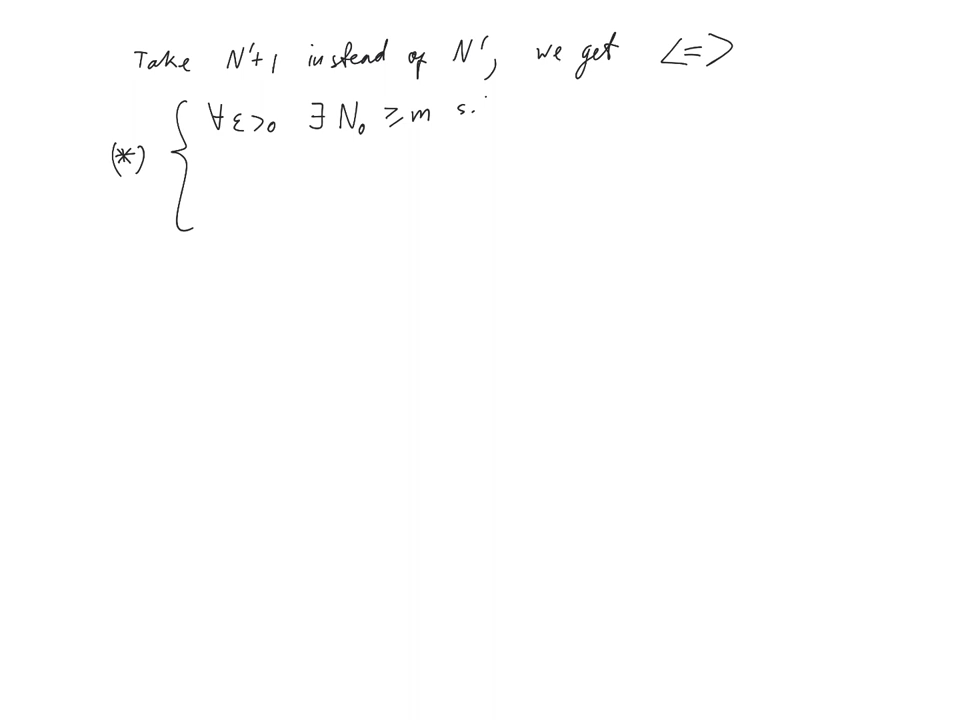 Take N'+1 instead of N', we get <=>
(*) { ∀ε>0 ∃ N₀ ≥m s.